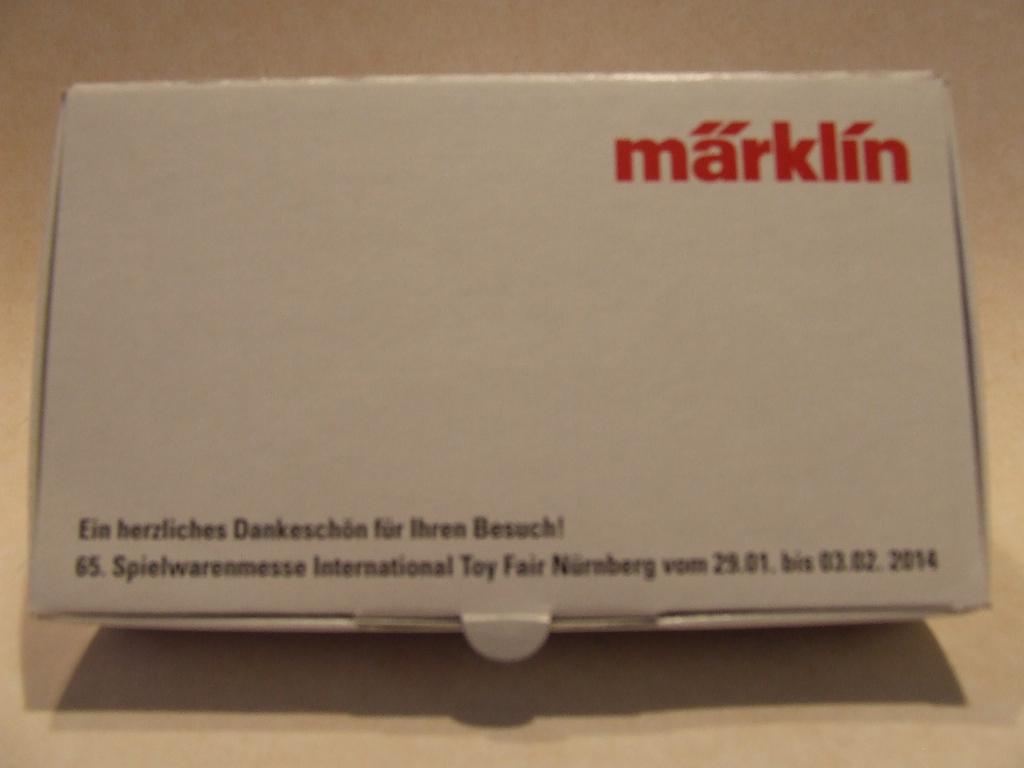 märklin
Ein herzliches Dankeschön für Ihren Besuch!
65. Spielwarenmesse International Toy Fair Nürnberg vom 29.01. bis 03.02. 2014